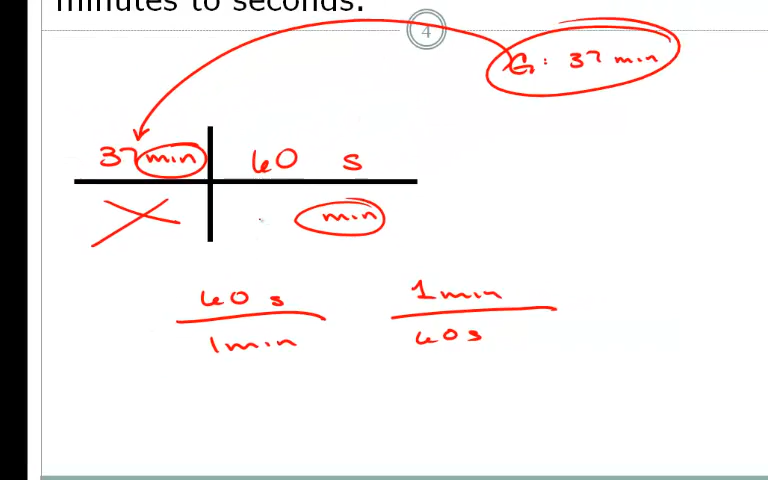 minutes to seconds.
4
G: 37 min
37 min 60 s
min
60 s 1 min
1 min 60 s